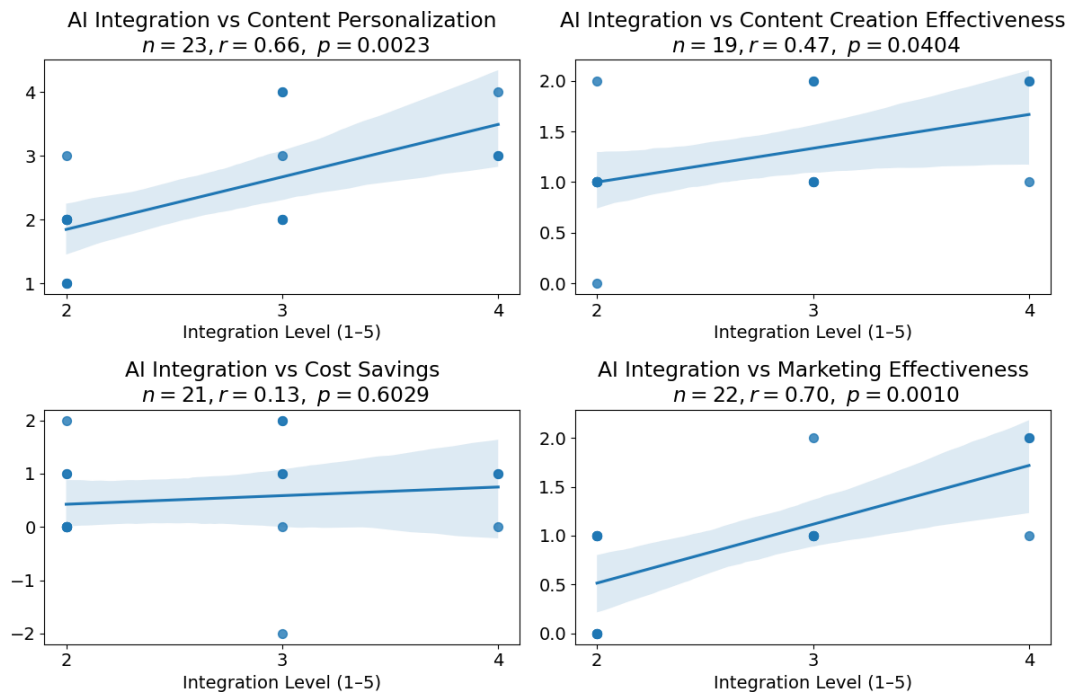 AI Integration vs Content Personalization
n = 23, r = 0.66, p = 0.0023
4
3
2
1
2
3
4
Integration Level (1–5)
AI Integration vs Content Creation Effectiveness
n = 19, r = 0.47, p = 0.0404
2.0
1.5
1.0
0.5
0.0
2
3
4
Integration Level (1–5)
AI Integration vs Cost Savings
n = 21, r = 0.13, p = 0.6029
2
1
0
−1
−2
2
3
4
Integration Level (1–5)
AI Integration vs Marketing Effectiveness
n = 22, r = 0.70, p = 0.0010
2.0
1.5
1.0
0.5
0.0
2
3
4
Integration Level (1–5)